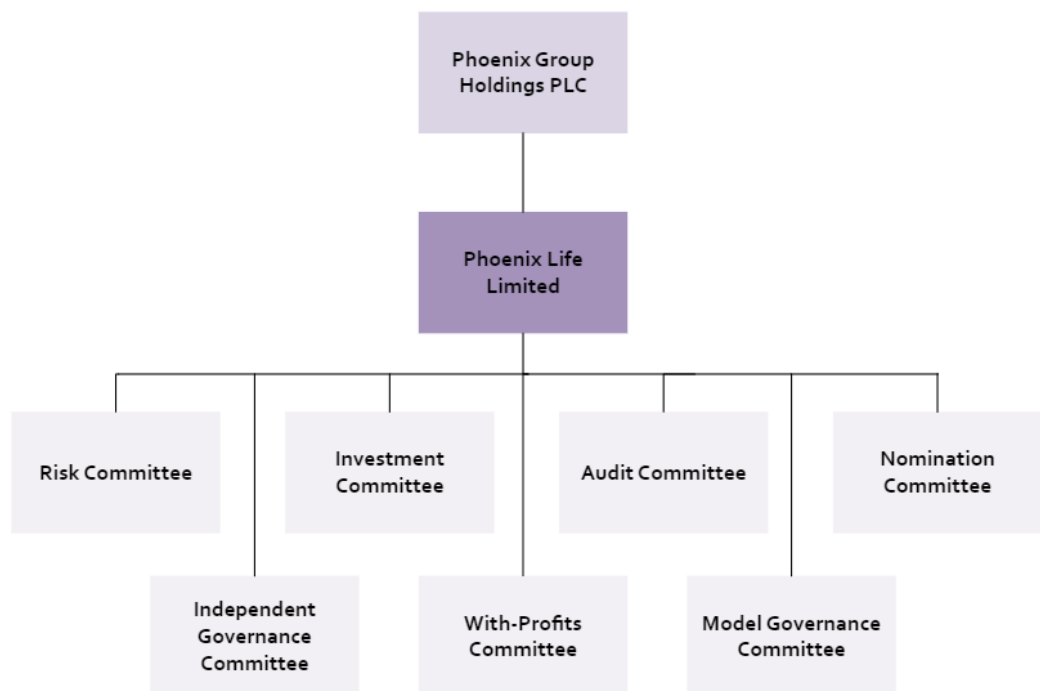 Phoenix Group
Holdings PLC
Phoenix Life
Limited
Risk Committee
Investment
Committee
Audit Committee
Nomination
Committee
Independent
Governance
Committee
With-Profits
Committee
Model Governance
Committee